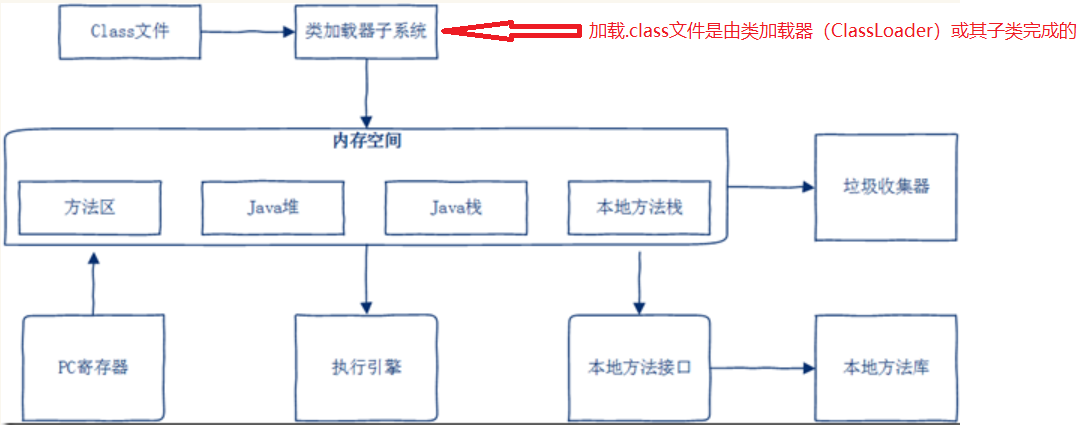 Class文件
类加载器子系统
加载.class文件是由类加载器（ClassLoader）或其子类完成的
内存空间
方法区
Java堆
Java栈
本地方法栈
垃圾收集器
PC寄存器
执行引擎
本地方法接口
本地方法库